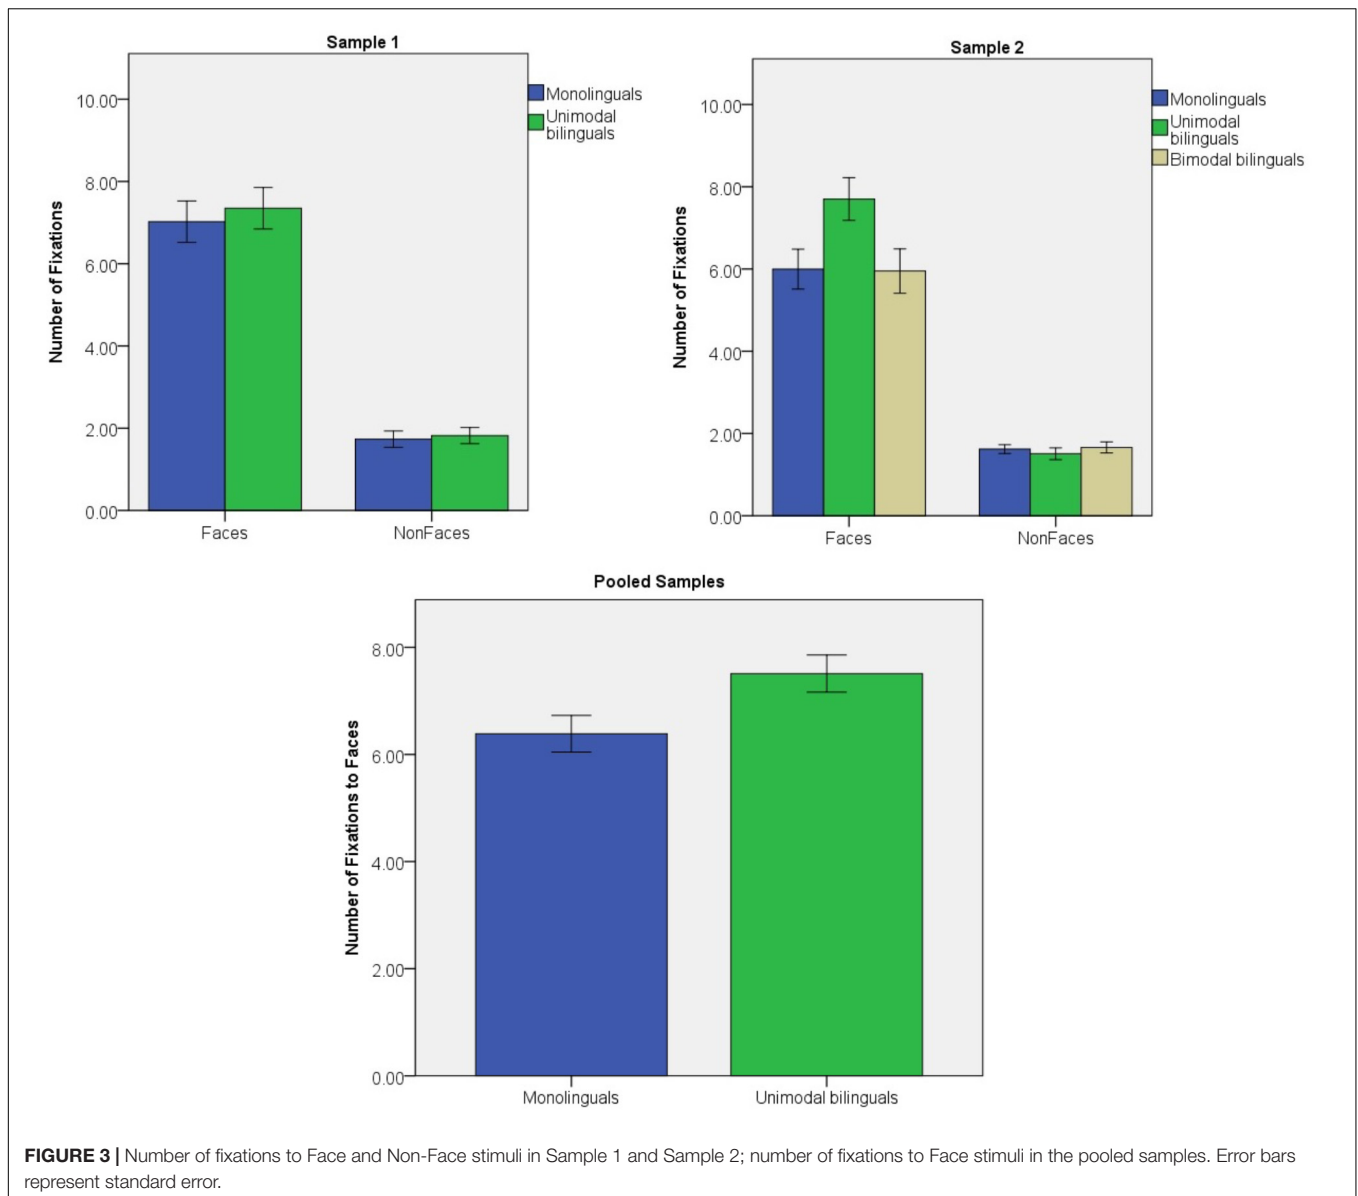 Sample 1
10.00
8.00
6.00
4.00
2.00
0.00
Number of Fixations
Faces
NonFaces
Monolinguals
Unimodal
bilinguals
Sample 2
10.00
8.00
6.00
4.00
2.00
0.00
Number of Fixations
Faces
NonFaces
Monolinguals
Unimodal
bilinguals
Bimodal bilinguals
Pooled Samples
8.00
6.00
4.00
2.00
0.00
Number of Fixations to Faces
Monolinguals
Unimodal bilinguals
FIGURE 3 | Number of fixations to Face and Non-Face stimuli in Sample 1 and Sample 2; number of fixations to Face stimuli in the pooled samples. Error bars
represent standard error.